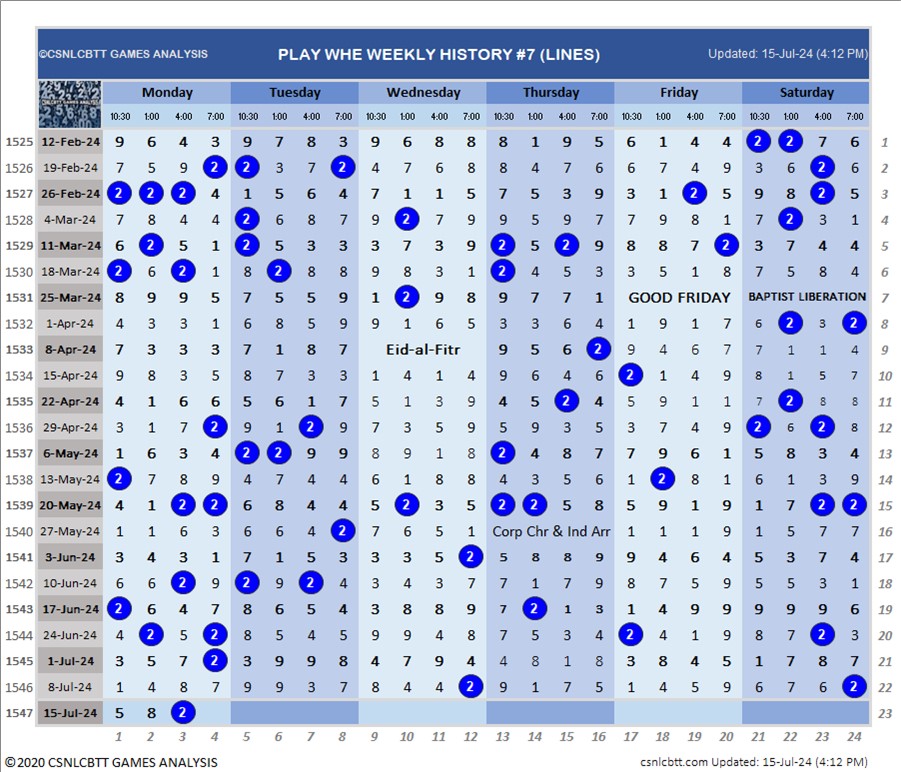 ©CSNLCBTT GAMES ANALYSIS PLAY WHE WEEKLY HISTORY #7 (LINES) Updated: 15-Jul-24 (4:12 PM)
CSNLCBTT GAMES ANALYSIS
Monday Tuesday Wednesday Thursday Friday Saturday
10:30 1:00 4:00 7:00 10:30 1:00 4:00 7:00 10:30 1:00 4:00 7:00 10:30 1:00 4:00 7:00 10:30 1:00 4:00 7:00 10:30 1:00 4:00 7:00
1525 12-Feb-24 9 6 4 3 9 7 8 3 9 6 8 8 8 1 9 5 6 1 4 4 2 2 7 6 1
1526 19-Feb-24 7 5 9 2 2 3 7 2 4 7 6 8 8 4 7 6 6 7 4 9 3 6 2 6 2
1527 26-Feb-24 2 2 2 4 1 5 6 4 7 1 1 5 7 5 3 9 3 1 2 5 9 8 2 5 3
1528 4-Mar-24 7 8 4 4 2 6 8 7 9 2 7 9 9 5 9 7 7 9 8 1 7 2 3 1 4
1529 11-Mar-24 6 2 5 1 2 5 3 3 3 7 3 9 2 5 2 9 8 8 7 2 3 7 4 4 5
1530 18-Mar-24 2 6 2 1 8 2 8 8 9 8 3 1 2 4 5 3 3 5 1 8 7 5 8 4 6
1531 25-Mar-24 8 9 9 5 7 5 5 9 1 2 9 8 9 7 7 1 GOOD FRIDAY BAPTIST LIBERATION 7
1532 1-Apr-24 4 3 3 1 6 8 5 9 9 1 6 5 3 3 6 4 1 9 1 7 6 2 3 2 8
1533 8-Apr-24 7 3 3 3 7 1 8 7 Eid-al-Fitr 9 5 6 2 9 4 6 7 7 1 1 4 9
1534 15-Apr-24 9 8 3 5 8 7 3 3 1 4 1 4 9 6 4 6 2 1 4 9 8 1 5 7 10
1535 22-Apr-24 4 1 6 6 5 6 1 7 5 1 3 9 4 5 2 4 5 9 1 1 7 2 8 8 11
1536 29-Apr-24 3 1 7 2 9 1 2 9 7 3 5 9 5 9 3 5 3 7 4 9 2 6 2 8 12
1537 6-May-24 1 6 3 4 2 2 9 9 8 9 1 8 2 4 8 7 7 9 6 1 5 8 3 4 13
1538 13-May-24 2 7 8 9 4 7 4 4 6 1 8 8 4 3 5 6 1 2 8 1 6 1 3 9 14
1539 20-May-24 4 1 2 2 6 8 4 4 5 2 3 5 2 2 5 8 5 9 1 9 1 7 2 2 15
1540 27-May-24 1 1 6 3 6 6 4 2 7 6 5 1 Corp Chr & Ind Arr 1 1 1 9 1 5 7 7 16
1541 3-Jun-24 3 4 3 1 7 1 5 3 3 3 5 2 5 8 8 9 9 4 6 4 5 3 7 4 17
1542 10-Jun-24 6 6 2 9 2 9 2 4 3 4 3 7 7 1 7 9 8 7 5 9 5 5 3 1 18
1543 17-Jun-24 2 6 4 7 8 6 5 4 3 8 8 9 7 2 1 3 1 4 9 9 9 9 9 6 19
1544 24-Jun-24 4 2 5 2 8 5 4 5 9 9 4 8 7 5 3 4 2 4 1 9 8 7 2 3 20
1545 1-Jul-24 3 5 7 2 3 9 9 8 4 7 9 4 4 8 1 8 3 8 4 5 1 7 8 7 21
1546 8-Jul-24 1 4 8 7 9 9 3 7 8 4 4 2 9 1 7 5 1 4 5 9 6 7 6 2 22
1547 15-Jul-24 5 8 2 23
1 2 3 4 5 6 7 8 9 10 11 12 13 14 15 16 17 18 19 20 21 22 23 24
©2020 CSNLCBTT GAMES ANALYSIS csnlcbtt.com Updated: 15-Jul-24 (4:12 PM)